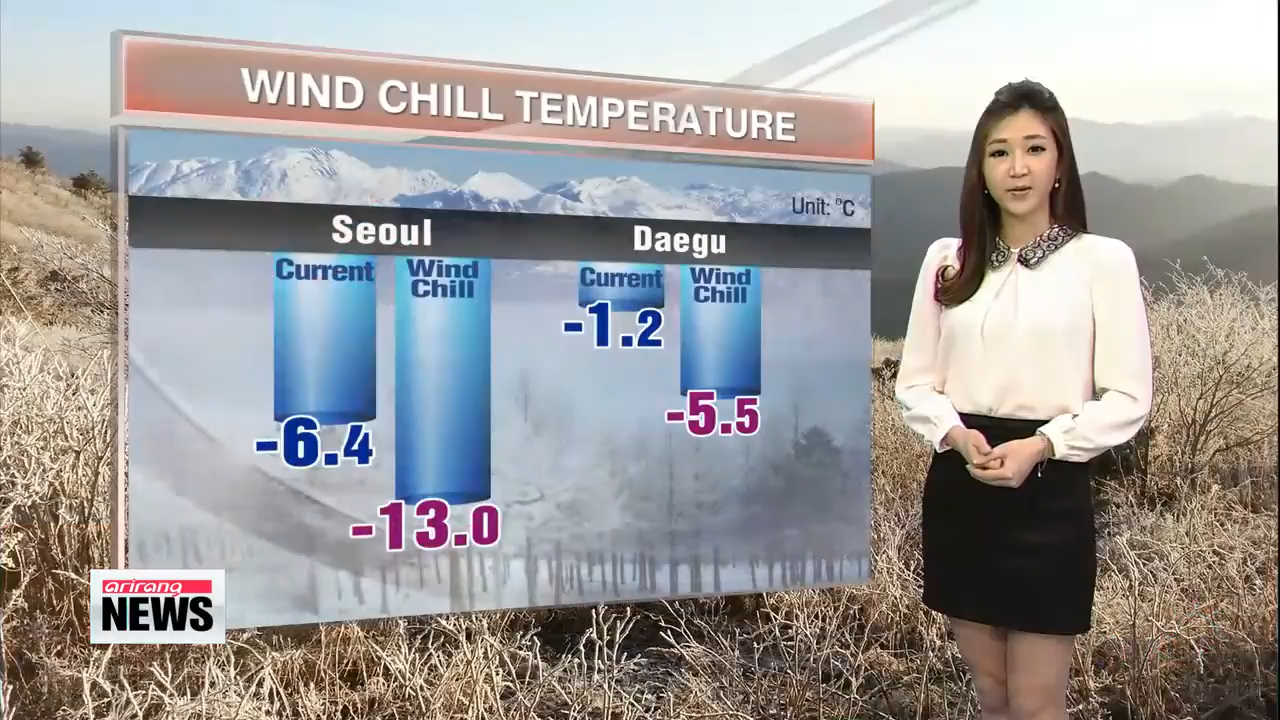 WIND CHILL TEMPERATURE
Unit: °C
Seoul
Daegu
Current
Wind
Chill
Current
Wind
Chill
-6.4
-13.0
-1.2
-5.5
arirang
NEWS